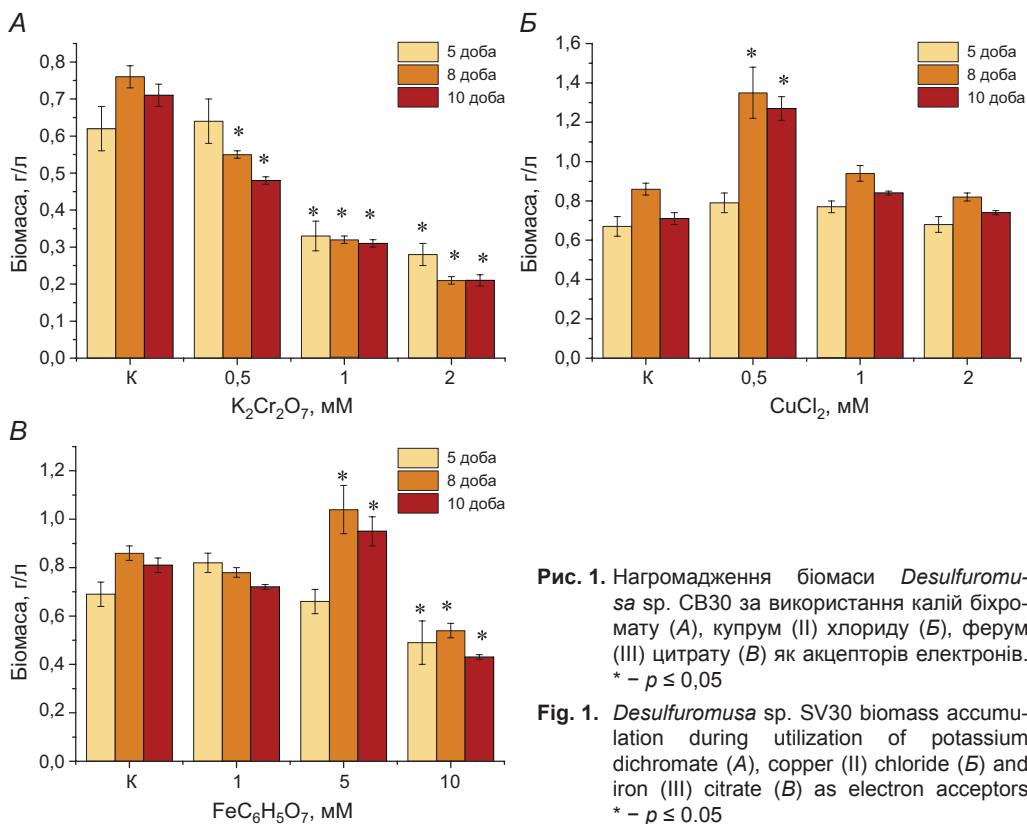 А
5 доба
8 доба
10 доба
Біомаса, г/л
0,8
0,7
0,6
0,5
0,4
0,3
0,2
0,1
0,0
* * * * * * * *
К 0,5 1 2
K₂Cr₂O₇, мМ
Б
5 доба
8 доба
10 доба
Біомаса, г/л
1,6
1,4
1,2
1,0
0,8
0,6
0,4
0,2
0,0
* *
К 0,5 1 2
CuCl₂, мМ
В
5 доба
8 доба
10 доба
Біомаса, г/л
1,2
1,0
0,8
0,6
0,4
0,2
0,0
* * * * *
К 1 5 10
FeC₆H₅O₇, мМ
Рис. 1. Нагромадження біомаси Desulfuromu-
sa sp. СВ30 за використання калій біхро-
мату (А), купрум (ІІ) хлориду (Б), ферум
(ІІІ) цитрату (В) як акцепторів електронів.
* – p ≤ 0,05
Fig. 1. Desulfuromusa sp. SV30 biomass accumu-
lation during utilization of potassium
dichromate (А), copper (II) chloride (Б) and
iron (III) citrate (В) as electron acceptors
* – p ≤ 0.05